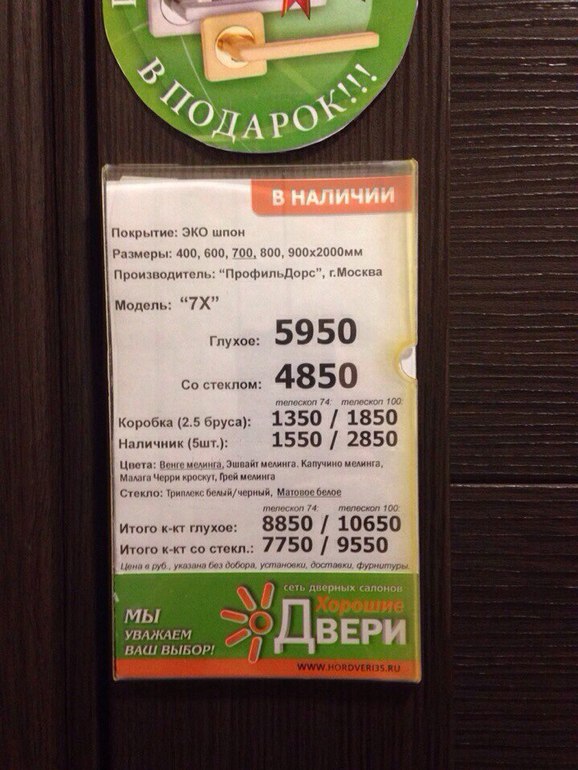 В ПОДАРОК!!!
В НАЛИЧИИ
Покрытие: ЭКО шпон
Размеры: 400, 600, 700, 800, 900х2000мм
Производитель: “ПрофильДорс”, г.Москва
Модель: “7Х”
Глухое: 5950
Со стеклом: 4850
телескоп 74: телескоп 100:
Коробка (2.5 бруса): 1350 / 1850
Наличник (5шт.): 1550 / 2850
Цвета: Венге мелинга, Эшвайт мелинга. Капучино мелинга,
Малага Черри кроскут, Грей мелинга
Стекло: Триплекс белый/черный, Матовое белое
телескоп 74: телескоп 100:
Итого к-кт глухое: 8850 / 10650
Итого к-кт со стекл.: 7750 / 9550
Цена в руб., указана без добора, установки, доставки, фурнитуры.
сеть дверных салонов
Хорошие
ДВЕРИ
МЫ
УВАЖАЕМ
ВАШ ВЫБОР!
WWW.HORDVERI35.RU